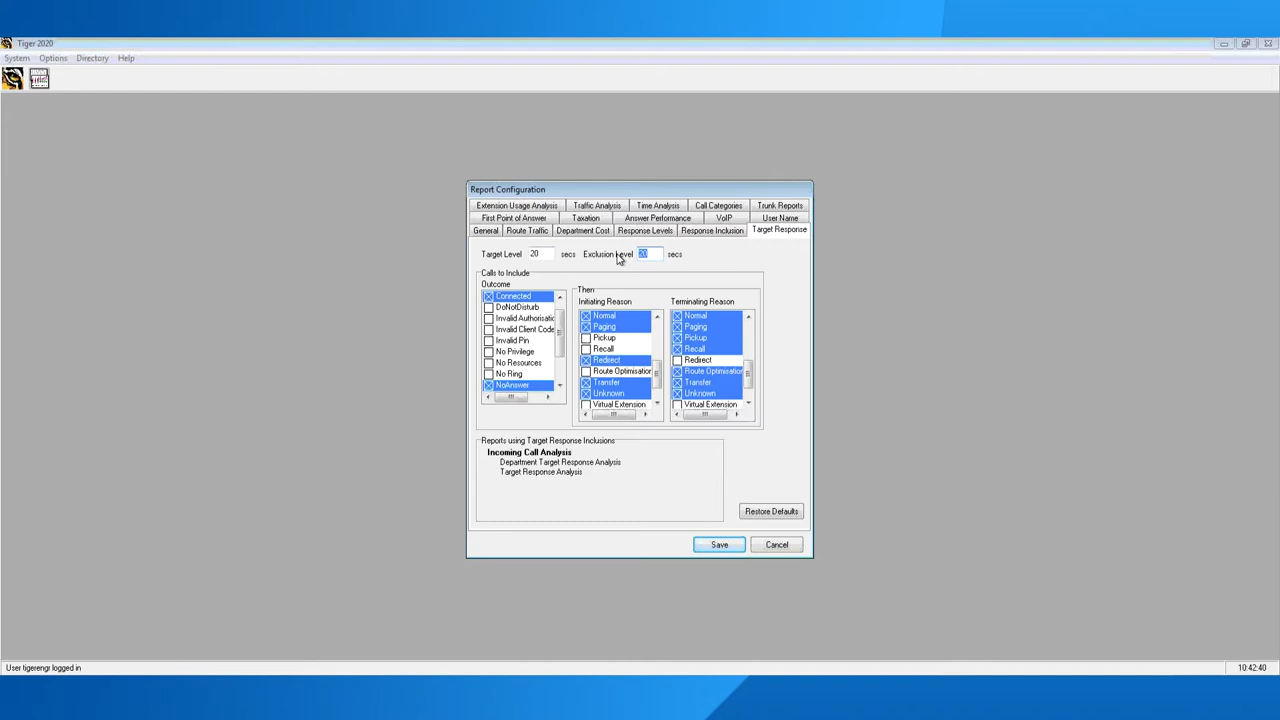 Tiger 2020
System Options Directory Help
Report Configuration
Extension Usage Analysis Traffic Analysis Time Analysis Call Categories Trunk Reports
First Point of Answer Taxation Answer Performance VoIP User Name
General Route Traffic Department Cost Response Levels Response Inclusion Target Response
Target Level 20 secs Exclusion Level 20 secs
Calls to Include
Outcome
Connected
DoNotDisturb
Invalid Authorisatic
Invalid Client Code
Invalid Pin
No Privilege
No Resources
No Ring
NoAnswer
Then
Initiating Reason
Normal
Paging
Pickup
Recall
Redirect
Route Optimisation
Transfer
Unknown
Virtual Extension
Terminating Reason
Normal
Paging
Pickup
Recall
Redirect
Route Optimisation
Transfer
Unknown
Virtual Extension
Reports using Target Response Inclusions
Incoming Call Analysis
Department Target Response Analysis
Target Response Analysis
Restore Defaults
Save Cancel
User tigerengr logged in 10:42:40